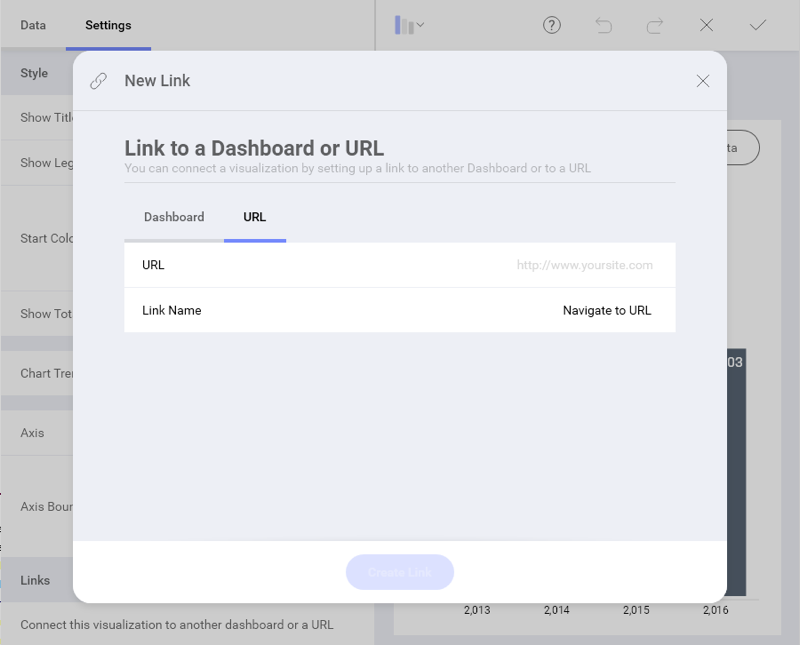 Data
Settings
?
Style
New Link
Show Title
Link to a Dashboard or URL
You can connect a visualization by setting up a link to another Dashboard or to a URL
ta
Show Leg
Dashboard
URL
Start Colo
URL
http://www.yoursite.com
Link Name
Navigate to URL
Show Tot
03
Chart Tren
Axis
Axis Boun
Create Link
Links
2,013
2,014
2,015
2,016
Connect this visualization to another dashboard or a URL